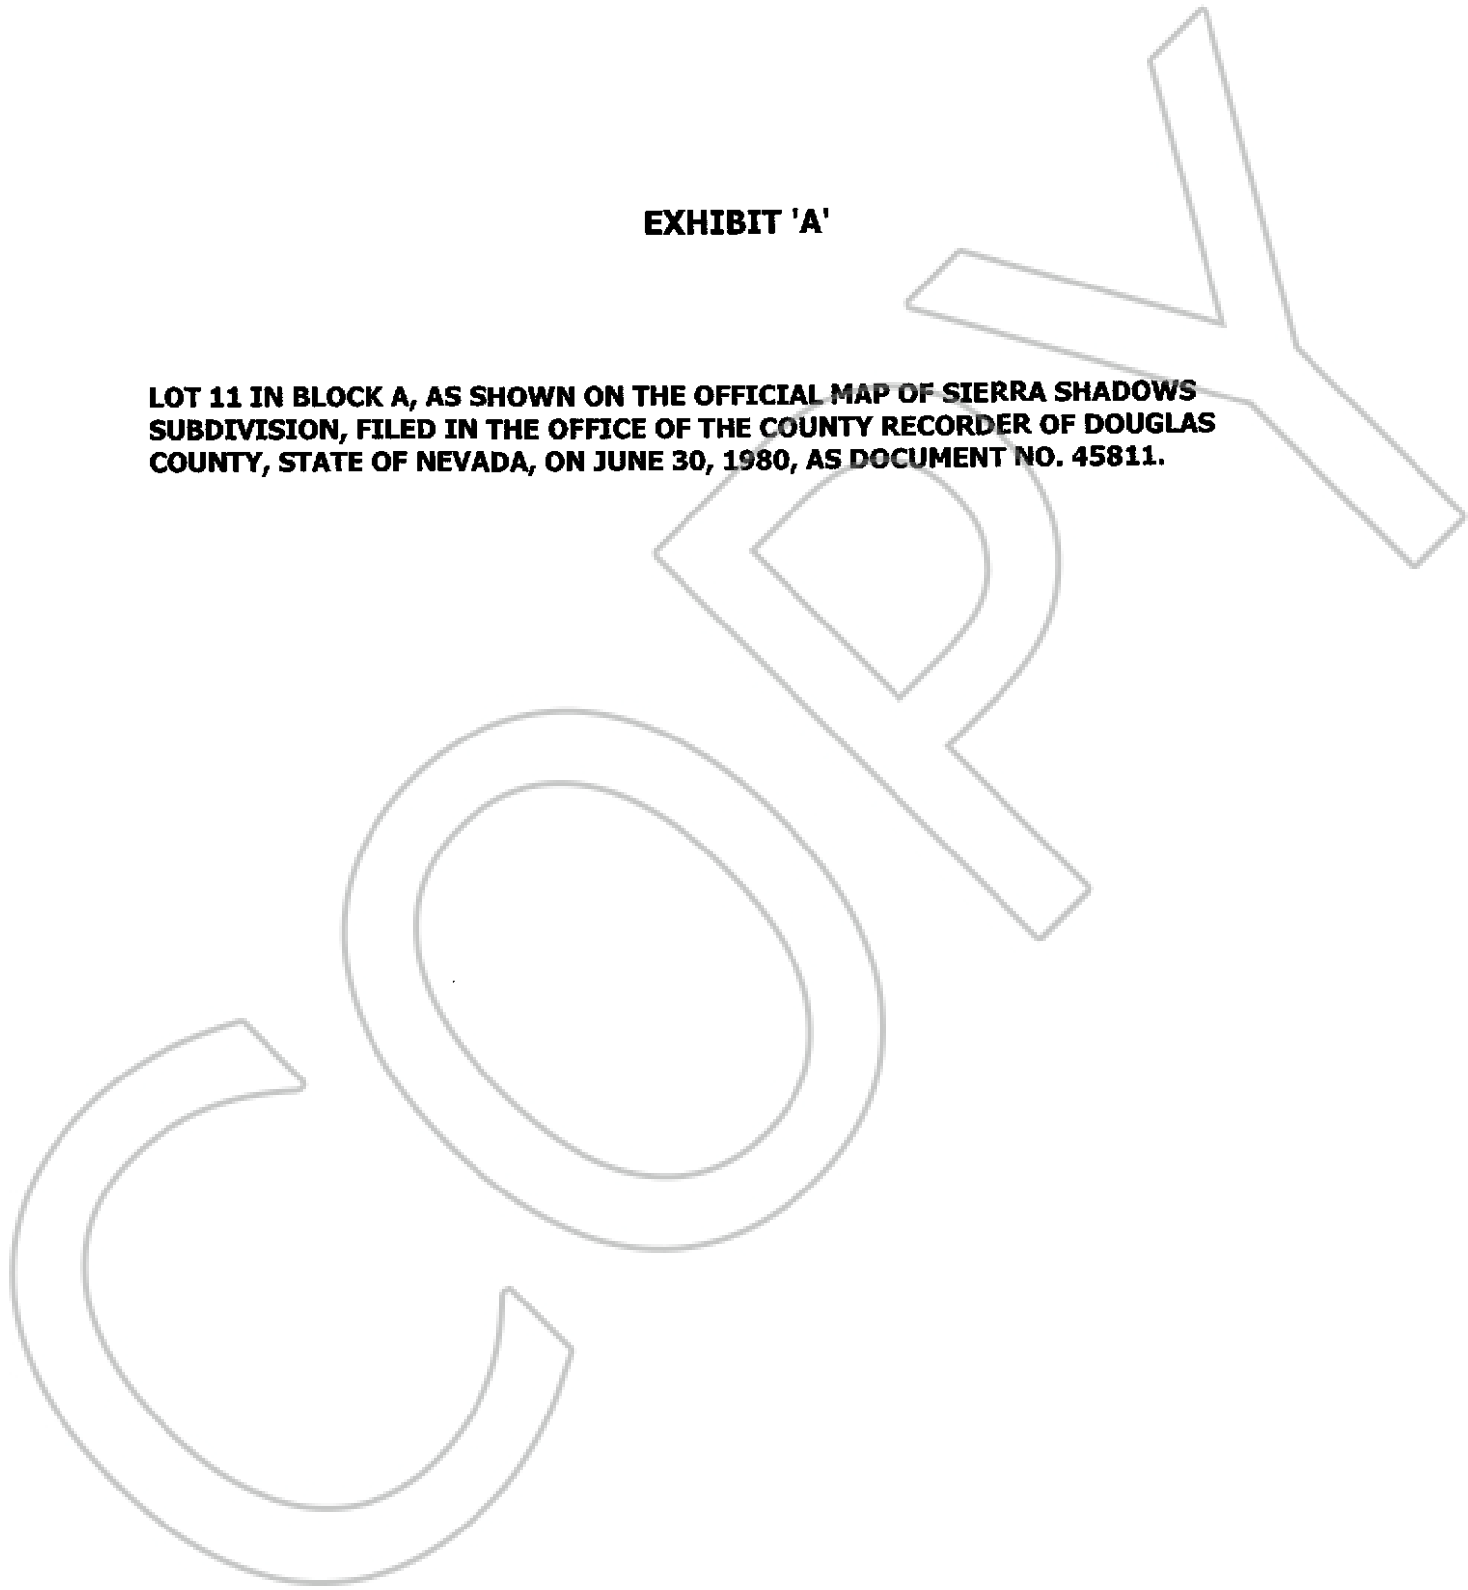 EXHIBIT 'A'
LOT 11 IN BLOCK A, AS SHOWN ON THE OFFICIAL MAP OF SIERRA SHADOWS
SUBDIVISION, FILED IN THE OFFICE OF THE COUNTY RECORDER OF DOUGLAS
COUNTY, STATE OF NEVADA, ON JUNE 30, 1980, AS DOCUMENT NO. 45811.
COPY